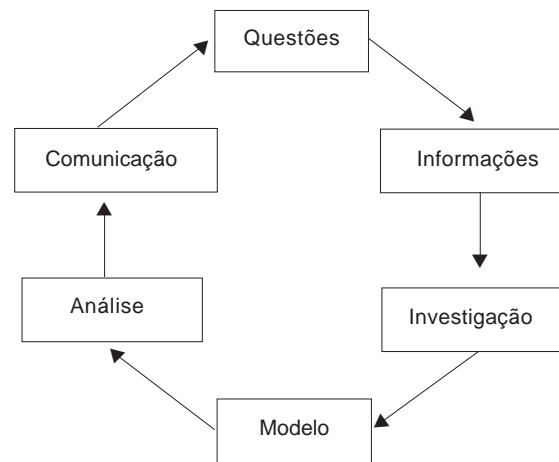 Questões
Comunicação
Informações
Análise
Investigação
Modelo